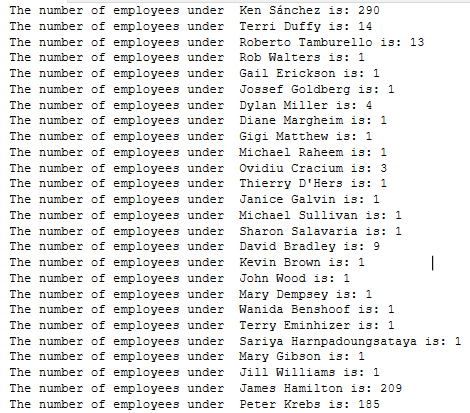 The number of employees under  Ken Sánchez is: 290
The number of employees under  Terri Duffy is: 14
The number of employees under  Roberto Tamburello is: 13
The number of employees under  Rob Walters is: 1
The number of employees under  Gail Erickson is: 1
The number of employees under  Jossef Goldberg is: 1
The number of employees under  Dylan Miller is: 4
The number of employees under  Diane Margheim is: 1
The number of employees under  Gigi Matthew is: 1
The number of employees under  Michael Raheem is: 1
The number of employees under  Ovidiu Cracium is: 3
The number of employees under  Thierry D'Hers is: 1
The number of employees under  Janice Galvin is: 1
The number of employees under  Michael Sullivan is: 1
The number of employees under  Sharon Salavaria is: 1
The number of employees under  David Bradley is: 9
The number of employees under  Kevin Brown is: 1
The number of employees under  John Wood is: 1
The number of employees under  Mary Dempsey is: 1
The number of employees under  Wanida Benshoof is: 1
The number of employees under  Terry Eminhizer is: 1
The number of employees under  Sariya Harnpadoungsataya is: 1
The number of employees under  Mary Gibson is: 1
The number of employees under  Jill Williams is: 1
The number of employees under  James Hamilton is: 209
The number of employees under  Peter Krebs is: 185